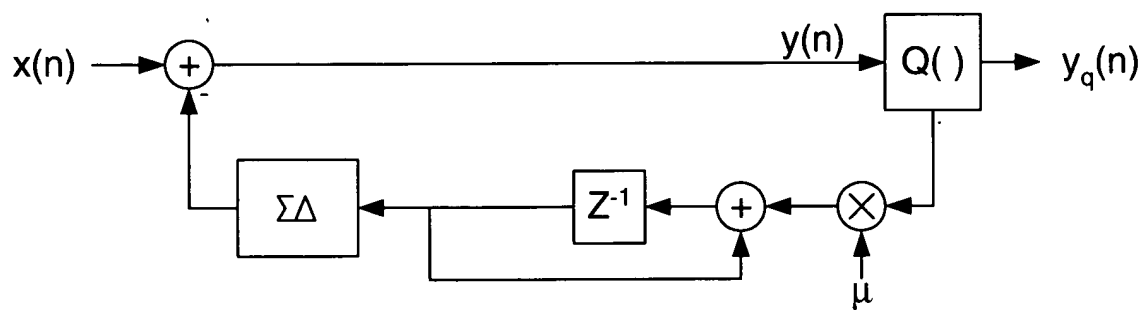 x(n)
+
-
y(n)
Q( )
y_q(n)
ΣΔ
Z⁻¹
+
×
μ